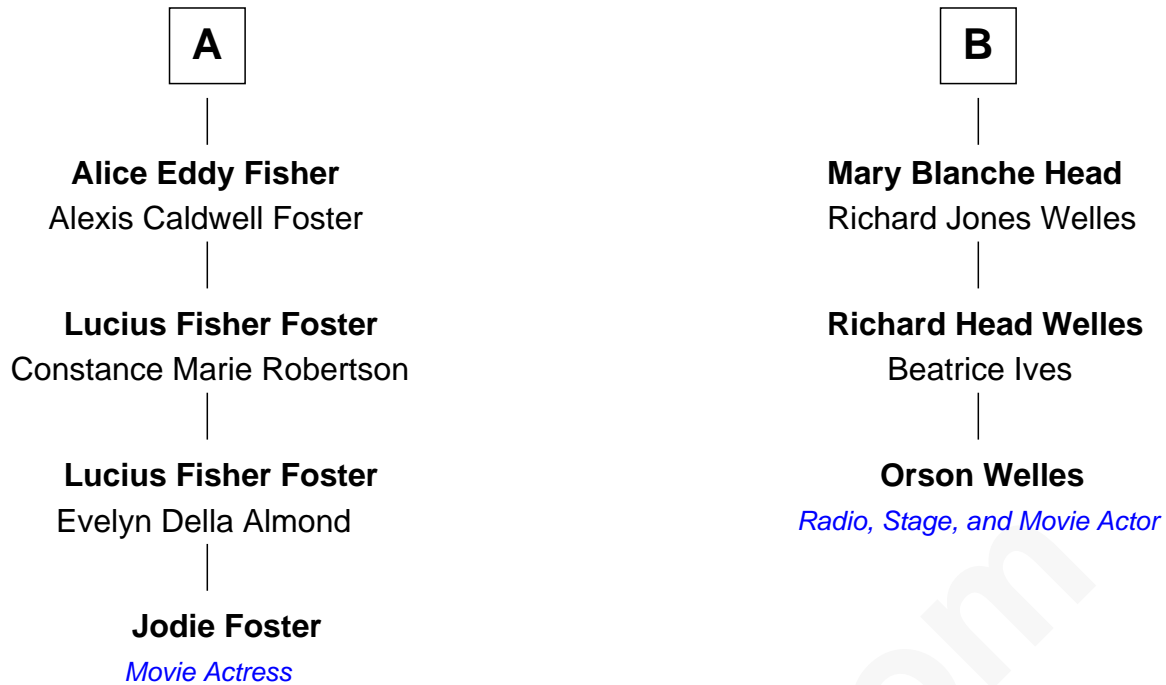 A
Alice Eddy Fisher
Alexis Caldwell Foster
Lucius Fisher Foster
Constance Marie Robertson
Lucius Fisher Foster
Evelyn Della Almond
Jodie Foster
Movie Actress
B
Mary Blanche Head
Richard Jones Welles
Richard Head Welles
Beatrice Ives
Orson Welles
Radio, Stage, and Movie Actor
om